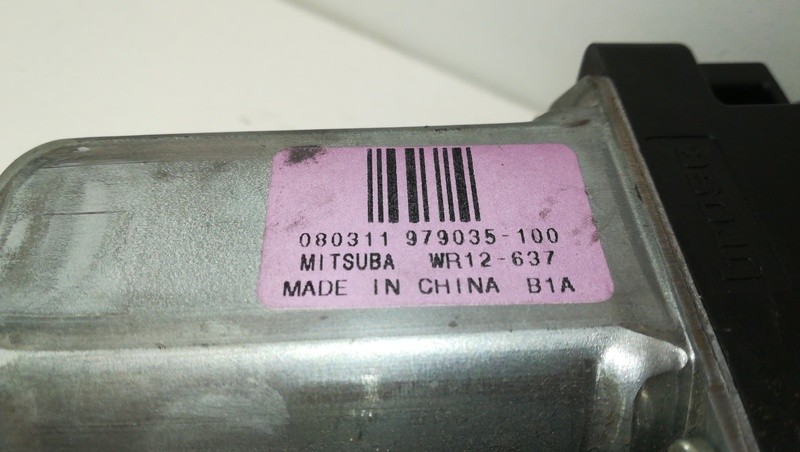 080311 979035-100
MITSUBA WR12-637
MADE IN CHINA B1A